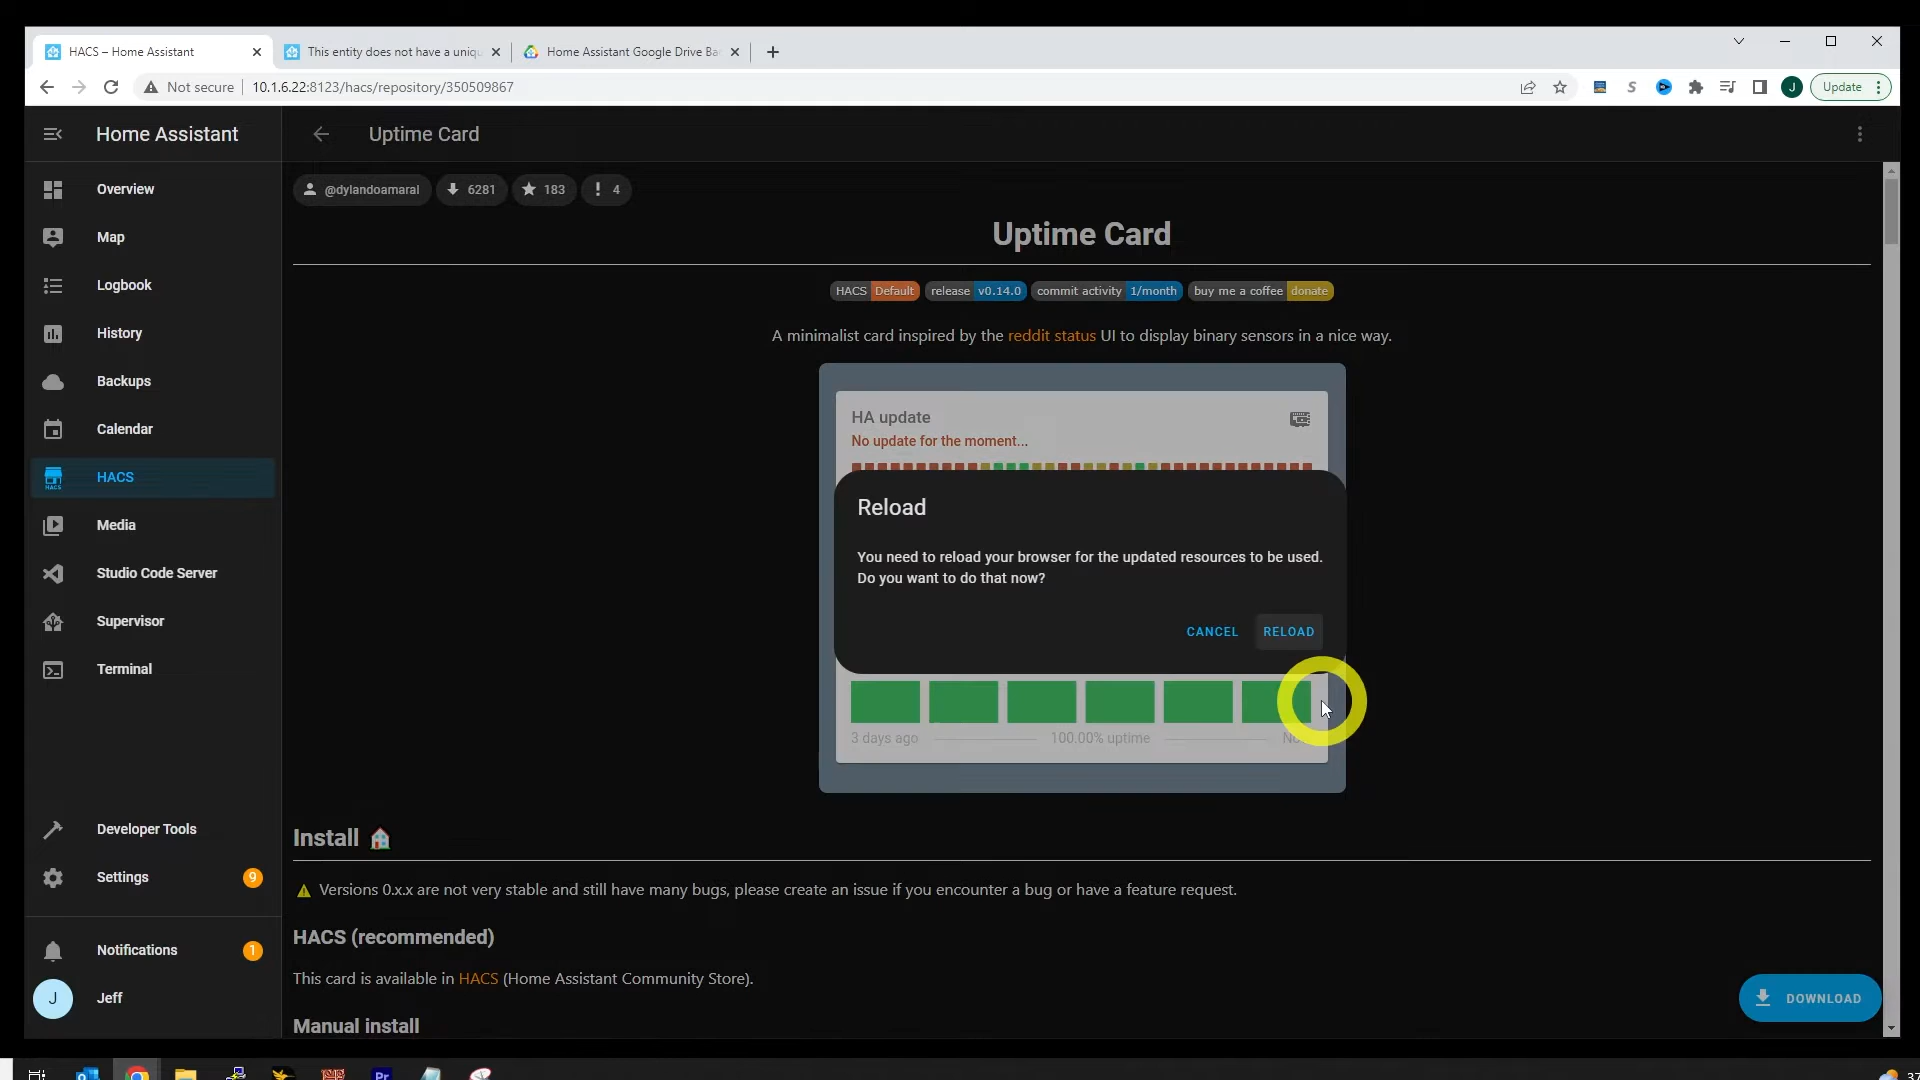 HACS – Home Assistant
This entity does not have a uniqu
Home Assistant Google Drive Ba
Not secure
10.1.6.22:8123/hacs/repository/350509867
S
J
Update
Home Assistant
Uptime Card
Overview
Map
Logbook
History
Backups
Calendar
HACS
HACS
Media
Studio Code Server
Supervisor
Terminal
Developer Tools
Settings
9
Notifications
1
J
Jeff
@dylandoamaral
6281
183
4
Uptime Card
HACS Default
release v0.14.0
commit activity 1/month
buy me a coffee donate
A minimalist card inspired by the reddit status UI to display binary sensors in a nice way.
HA update
No update for the moment...
Reload
You need to reload your browser for the updated resources to be used.
Do you want to do that now?
CANCEL
RELOAD
3 days ago
100.00% uptime
Install
Versions 0.x.x are not very stable and still have many bugs, please create an issue if you encounter a bug or have a feature request.
HACS (recommended)
This card is available in HACS (Home Assistant Community Store).
Manual install
DOWNLOAD
Pr
37